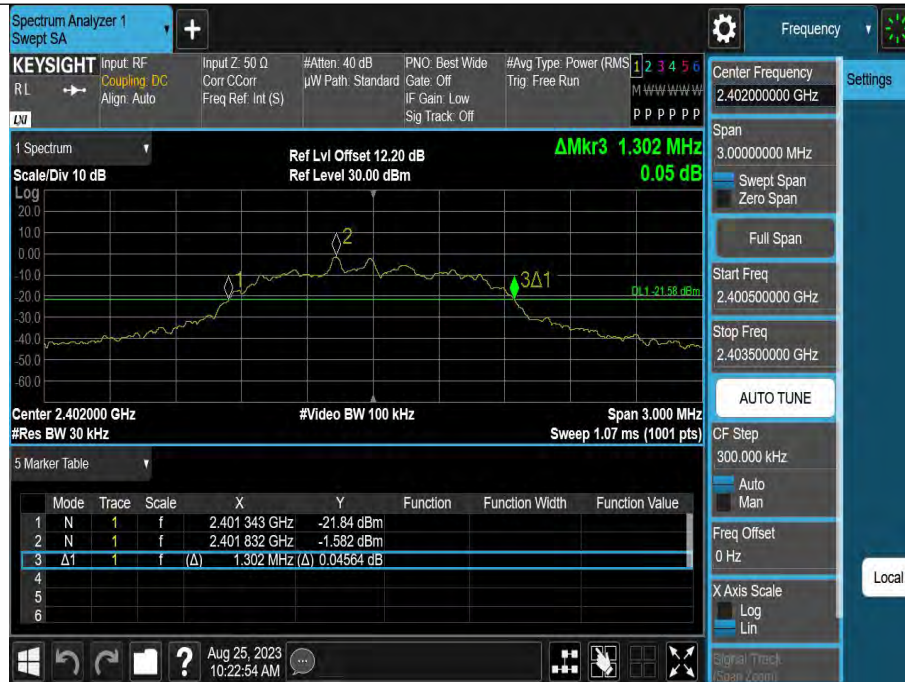 Spectrum Analyzer 1
Swept SA
+
Frequency
KEYSIGHT
RL
LXI
Input: RF
Coupling: DC
Align: Auto
Input Z: 50 Ω
Corr CCorr
Freq Ref: Int (S)
#Atten: 40 dB
µW Path: Standard
PNO: Best Wide
Gate: Off
IF Gain: Low
Sig Track: Off
#Avg Type: Power (RMS
Trig: Free Run
1 2 3 4 5 6
M W W W W W
P P P P P P
1 Spectrum
Scale/Div 10 dB
Ref Lvl Offset 12.20 dB
Ref Level 30.00 dBm
ΔMkr3 1.302 MHz
0.05 dB
Log
20.0
10.0
0.00
-10.0
-20.0
-30.0
-40.0
-50.0
-60.0
1
2
3Δ1
DL1 -21.58 dBm
Center 2.402000 GHz
#Video BW 100 kHz
Span 3.000 MHz
#Res BW 30 kHz
Sweep 1.07 ms (1001 pts)
5 Marker Table
Mode Trace Scale X Y Function Function Width Function Value
1 N 1 f 2.401 343 GHz -21.84 dBm
2 N 1 f 2.401 832 GHz -1.582 dBm
3 Δ1 1 f (Δ) 1.302 MHz (Δ) 0.04564 dB
4
5
6
Aug 25, 2023
10:22:54 AM
?
Center Frequency
2.402000000 GHz
Settings
Span
3.00000000 MHz
Swept Span
Zero Span
Full Span
Start Freq
2.400500000 GHz
Stop Freq
2.403500000 GHz
AUTO TUNE
CF Step
300.000 kHz
Auto
Man
Freq Offset
0 Hz
Local
X Axis Scale
Log
Lin
Signal Track
(Span Zoom)